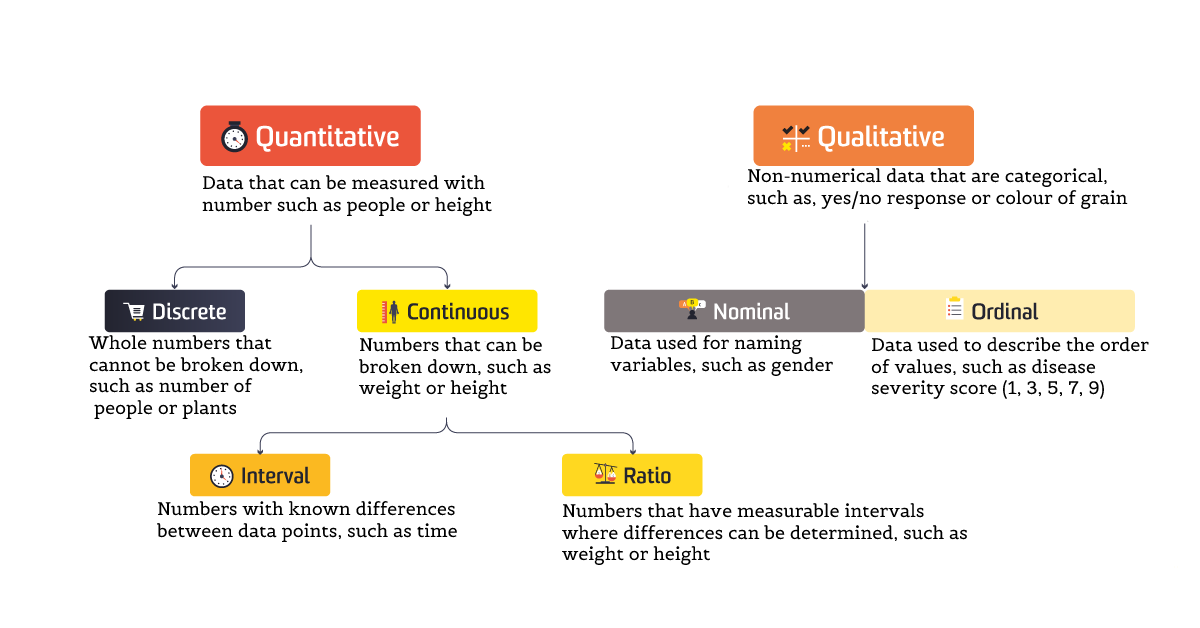 Quantitative
Data that can be measured with
number such as people or height
Qualitative
Non-numerical data that are categorical,
such as, yes/no response or colour of grain
Discrete
Whole numbers that
cannot be broken down,
such as number of
people or plants
Continuous
Numbers that can be
broken down, such as
weight or height
Nominal
Data used for naming
variables, such as gender
Ordinal
Data used to describe the order
of values, such as disease
severity score (1, 3, 5, 7, 9)
Interval
Numbers with known differences
between data points, such as time
Ratio
Numbers that have measurable intervals
where differences can be determined, such as
weight or height